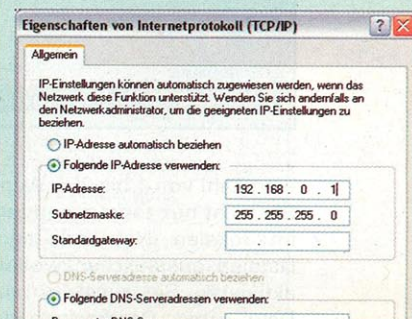 Eigenschaften von Internetprotokoll (TCP/IP)
Allgemein
IP-Einstellungen können automatisch zugewiesen werden, wenn das
Netzwerk diese Funktion unterstützt. Wenden Sie sich andernfalls an
den Netzwerkadministrator, um die geeigneten IP-Einstellungen zu
beziehen.
IP-Adresse automatisch beziehen
Folgende IP-Adresse verwenden:
IP-Adresse: 192 . 168 . 0 . 1
Subnetzmaske: 255 . 255 . 255 . 0
Standardgateway: . . .
DNS-Serveradresse automatisch beziehen
Folgende DNS-Serveradressen verwenden: